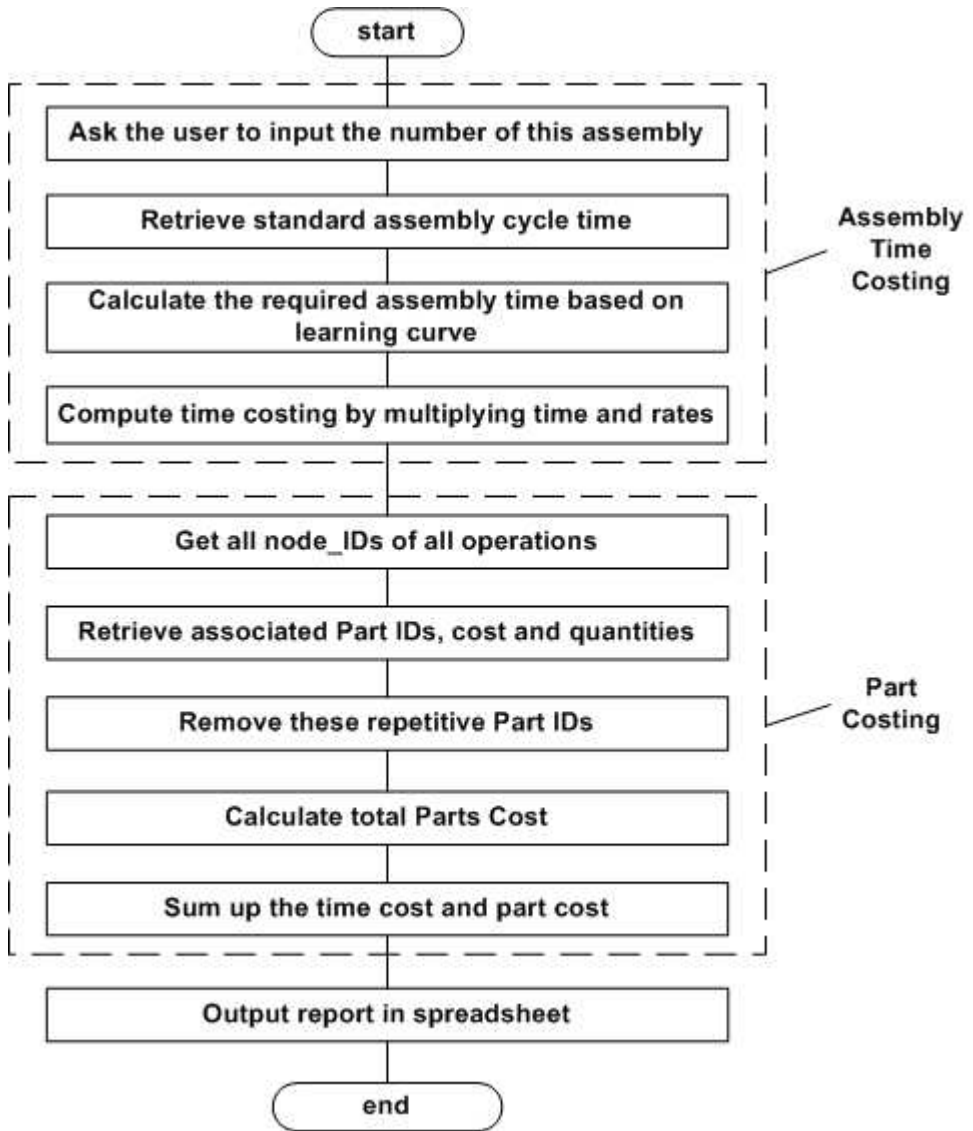 start
Ask the user to input the number of this assembly
Retrieve standard assembly cycle time
Calculate the required assembly time based on
learning curve
Compute time costing by multiplying time and rates
Assembly
Time
Costing
Get all node_IDs of all operations
Retrieve associated Part IDs, cost and quantities
Remove these repetitive Part IDs
Calculate total Parts Cost
Sum up the time cost and part cost
Part
Costing
Output report in spreadsheet
end